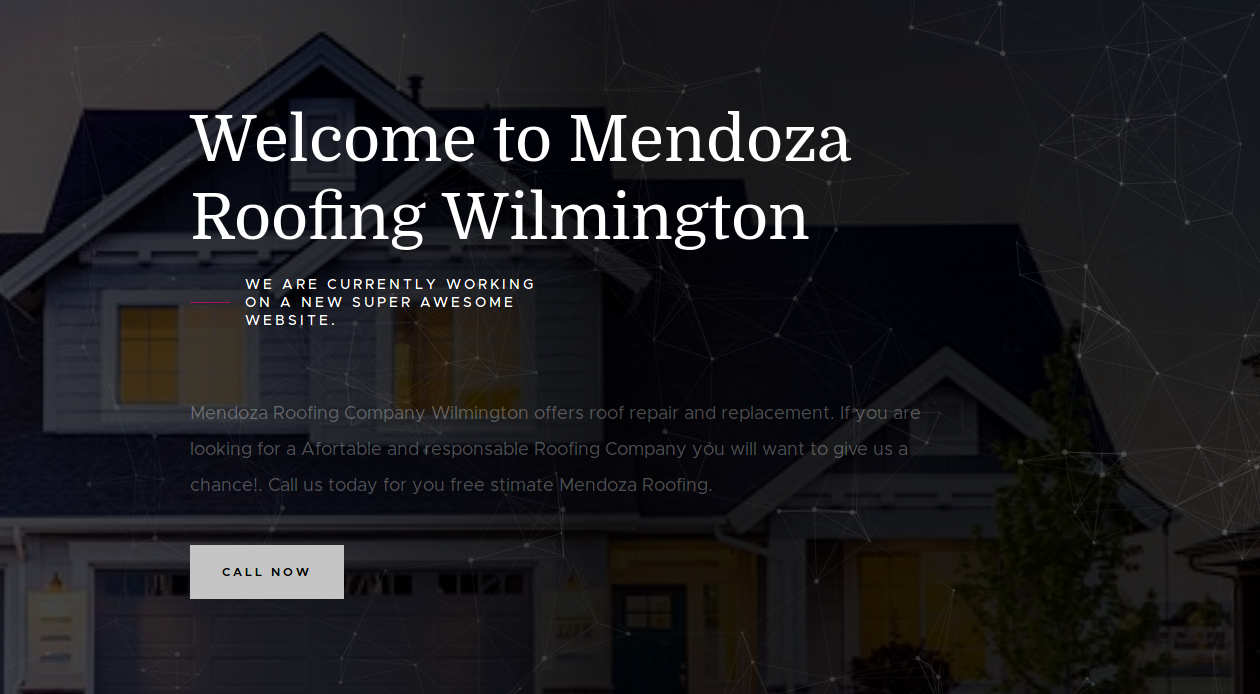 Welcome to Mendoza
Roofing Wilmington
WE ARE CURRENTLY WORKING
ON A NEW SUPER AWESOME
WEBSITE.
Mendoza Roofing Company Wilmington offers roof repair and replacement. If you are
looking for a Afortable and responsable Roofing Company you will want to give us a
chance!. Call us today for you free stimate Mendoza Roofing.
CALL NOW